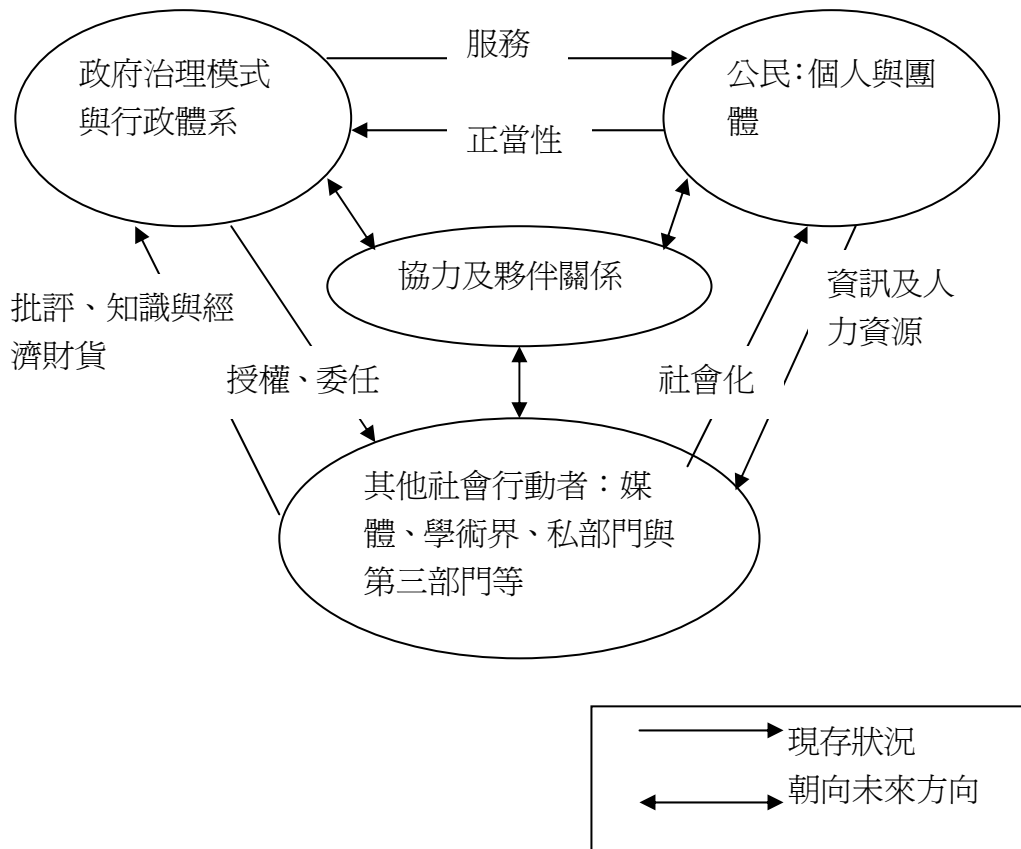 服務
政府治理模式
與行政體系
公民：個人與團
體
正當性
協力及夥伴關係
資訊及人
力資源
批評、知識與經
濟財貨
授權、委任
社會化
其他社會行動者：媒
體、學術界、私部門與
第三部門等
現存狀況
朝向未來方向